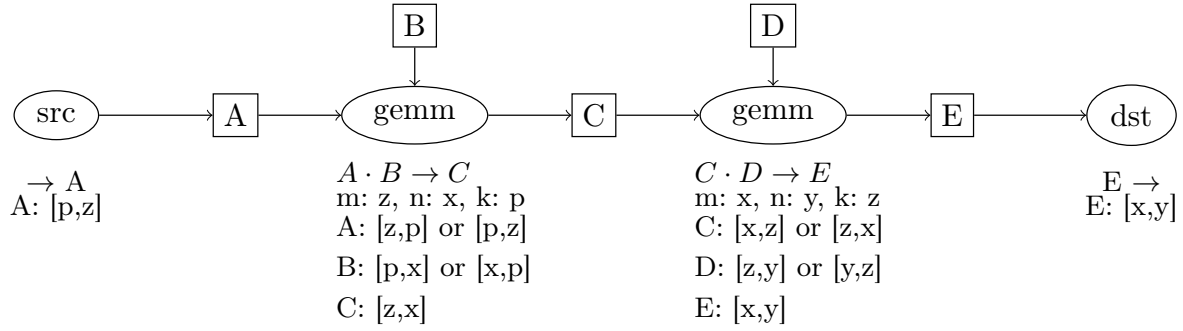 B
D
src
A
gemm
C
gemm
E
dst
→ A
A: [p,z]
A · B → C
m: z, n: x, k: p
A: [z,p] or [p,z]
B: [p,x] or [x,p]
C: [z,x]
C · D → E
m: x, n: y, k: z
C: [x,z] or [z,x]
D: [z,y] or [y,z]
E: [x,y]
E →
E: [x,y]